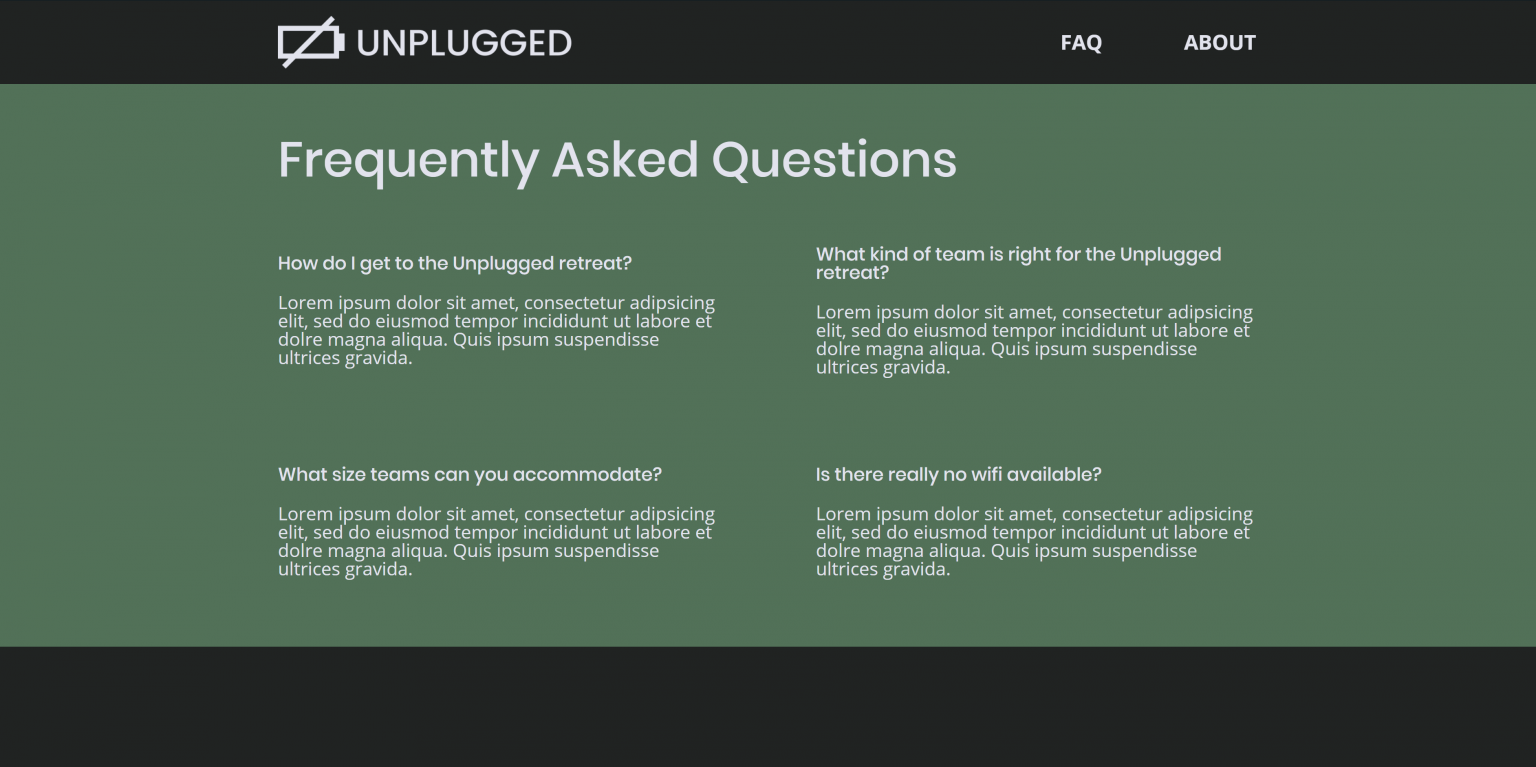 UNPLUGGED
FAQ
ABOUT
Frequently Asked Questions
How do I get to the Unplugged retreat?
Lorem ipsum dolor sit amet, consectetur adipsicing
elit, sed do eiusmod tempor incididunt ut labore et
dolre magna aliqua. Quis ipsum suspendisse
ultrices gravida.
What kind of team is right for the Unplugged
retreat?
Lorem ipsum dolor sit amet, consectetur adipsicing
elit, sed do eiusmod tempor incididunt ut labore et
dolre magna aliqua. Quis ipsum suspendisse
ultrices gravida.
What size teams can you accommodate?
Lorem ipsum dolor sit amet, consectetur adipsicing
elit, sed do eiusmod tempor incididunt ut labore et
dolre magna aliqua. Quis ipsum suspendisse
ultrices gravida.
Is there really no wifi available?
Lorem ipsum dolor sit amet, consectetur adipsicing
elit, sed do eiusmod tempor incididunt ut labore et
dolre magna aliqua. Quis ipsum suspendisse
ultrices gravida.